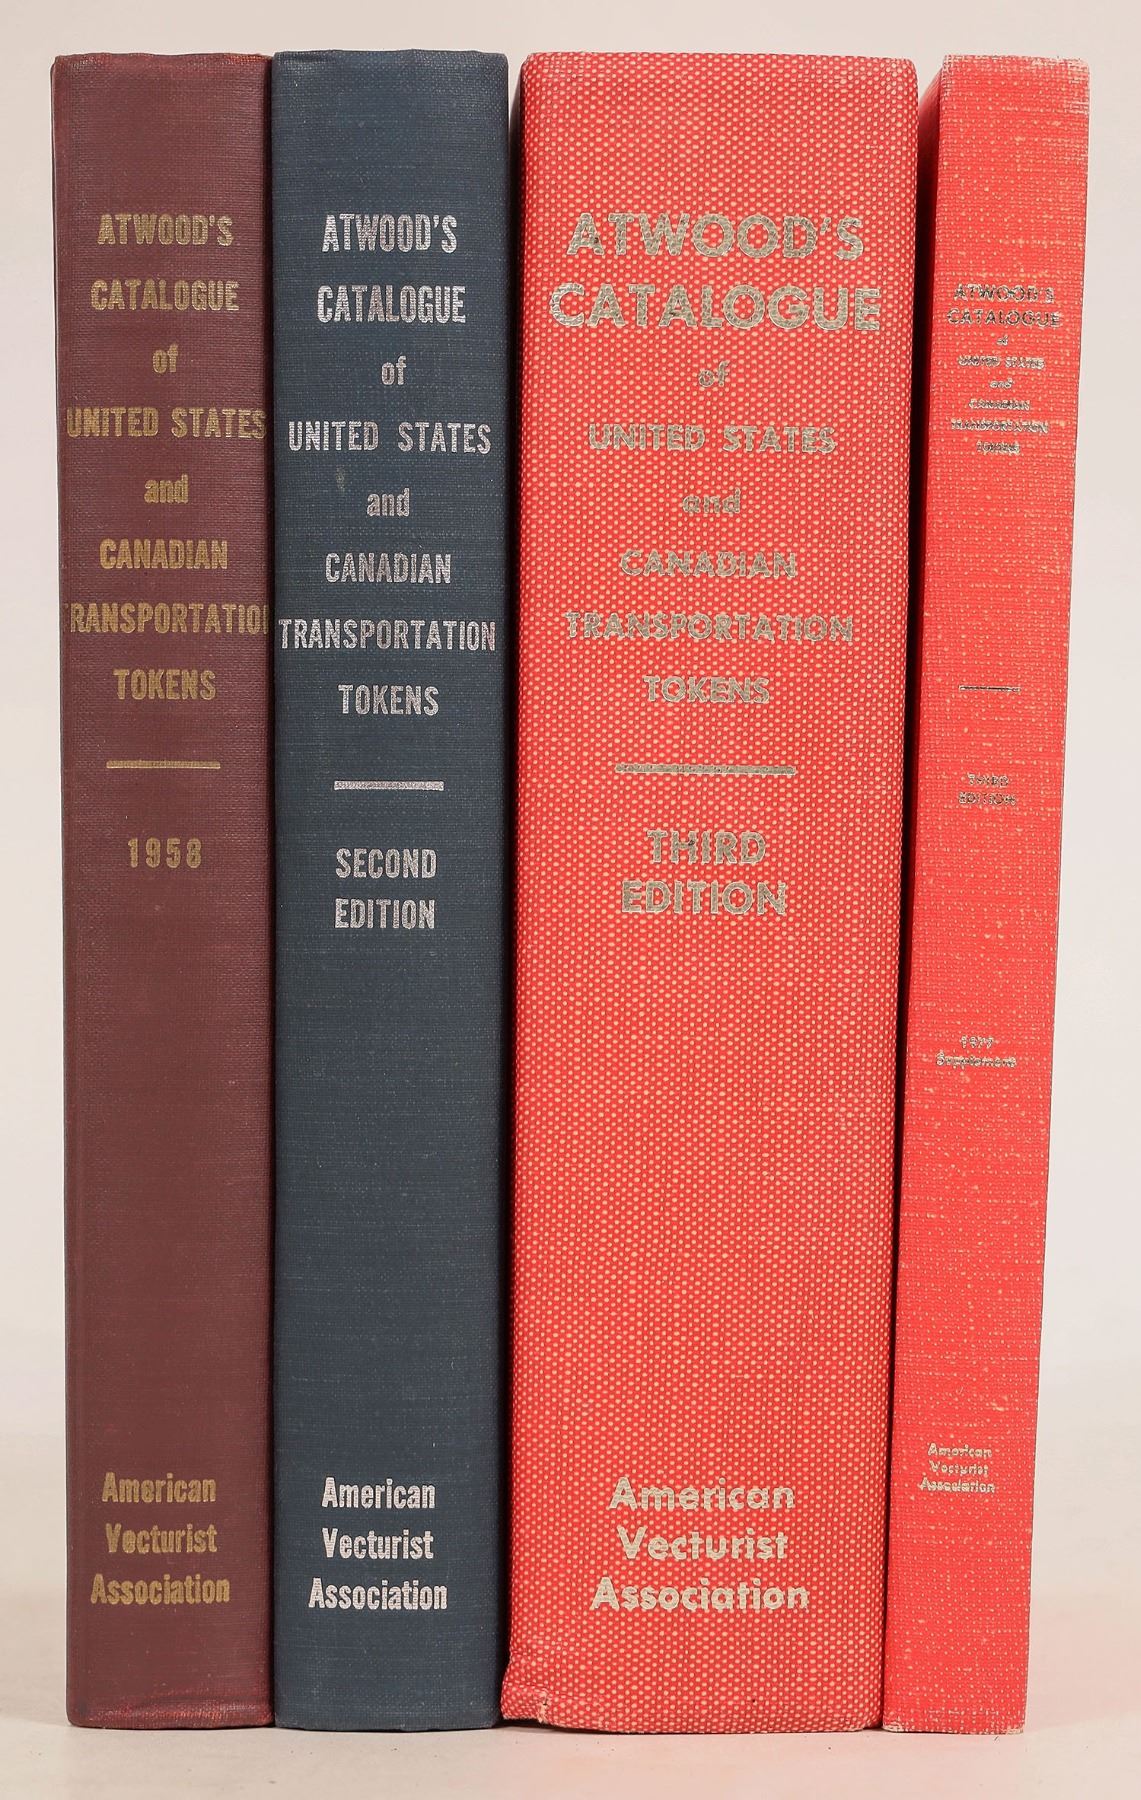 ATWOOD'S
CATALOGUE
of
UNITED STATES
and
CANADIAN
TRANSPORTATION
TOKENS
1958
American
Vecturist
Association
ATWOOD'S
CATALOGUE
of
UNITED STATES
and
CANADIAN
TRANSPORTATION
TOKENS
SECOND
EDITION
American
Vecturist
Association
ATWOOD'S
CATALOGUE
of
UNITED STATES
and
CANADIAN
TRANSPORTATION
TOKENS
THIRD
EDITION
American
Vecturist
Association
ATWOOD'S
CATALOGUE
of
UNITED STATES
and
CANADIAN
TRANSPORTATION
TOKENS
THIRD
EDITION
Supplement
American
Vecturist
Association